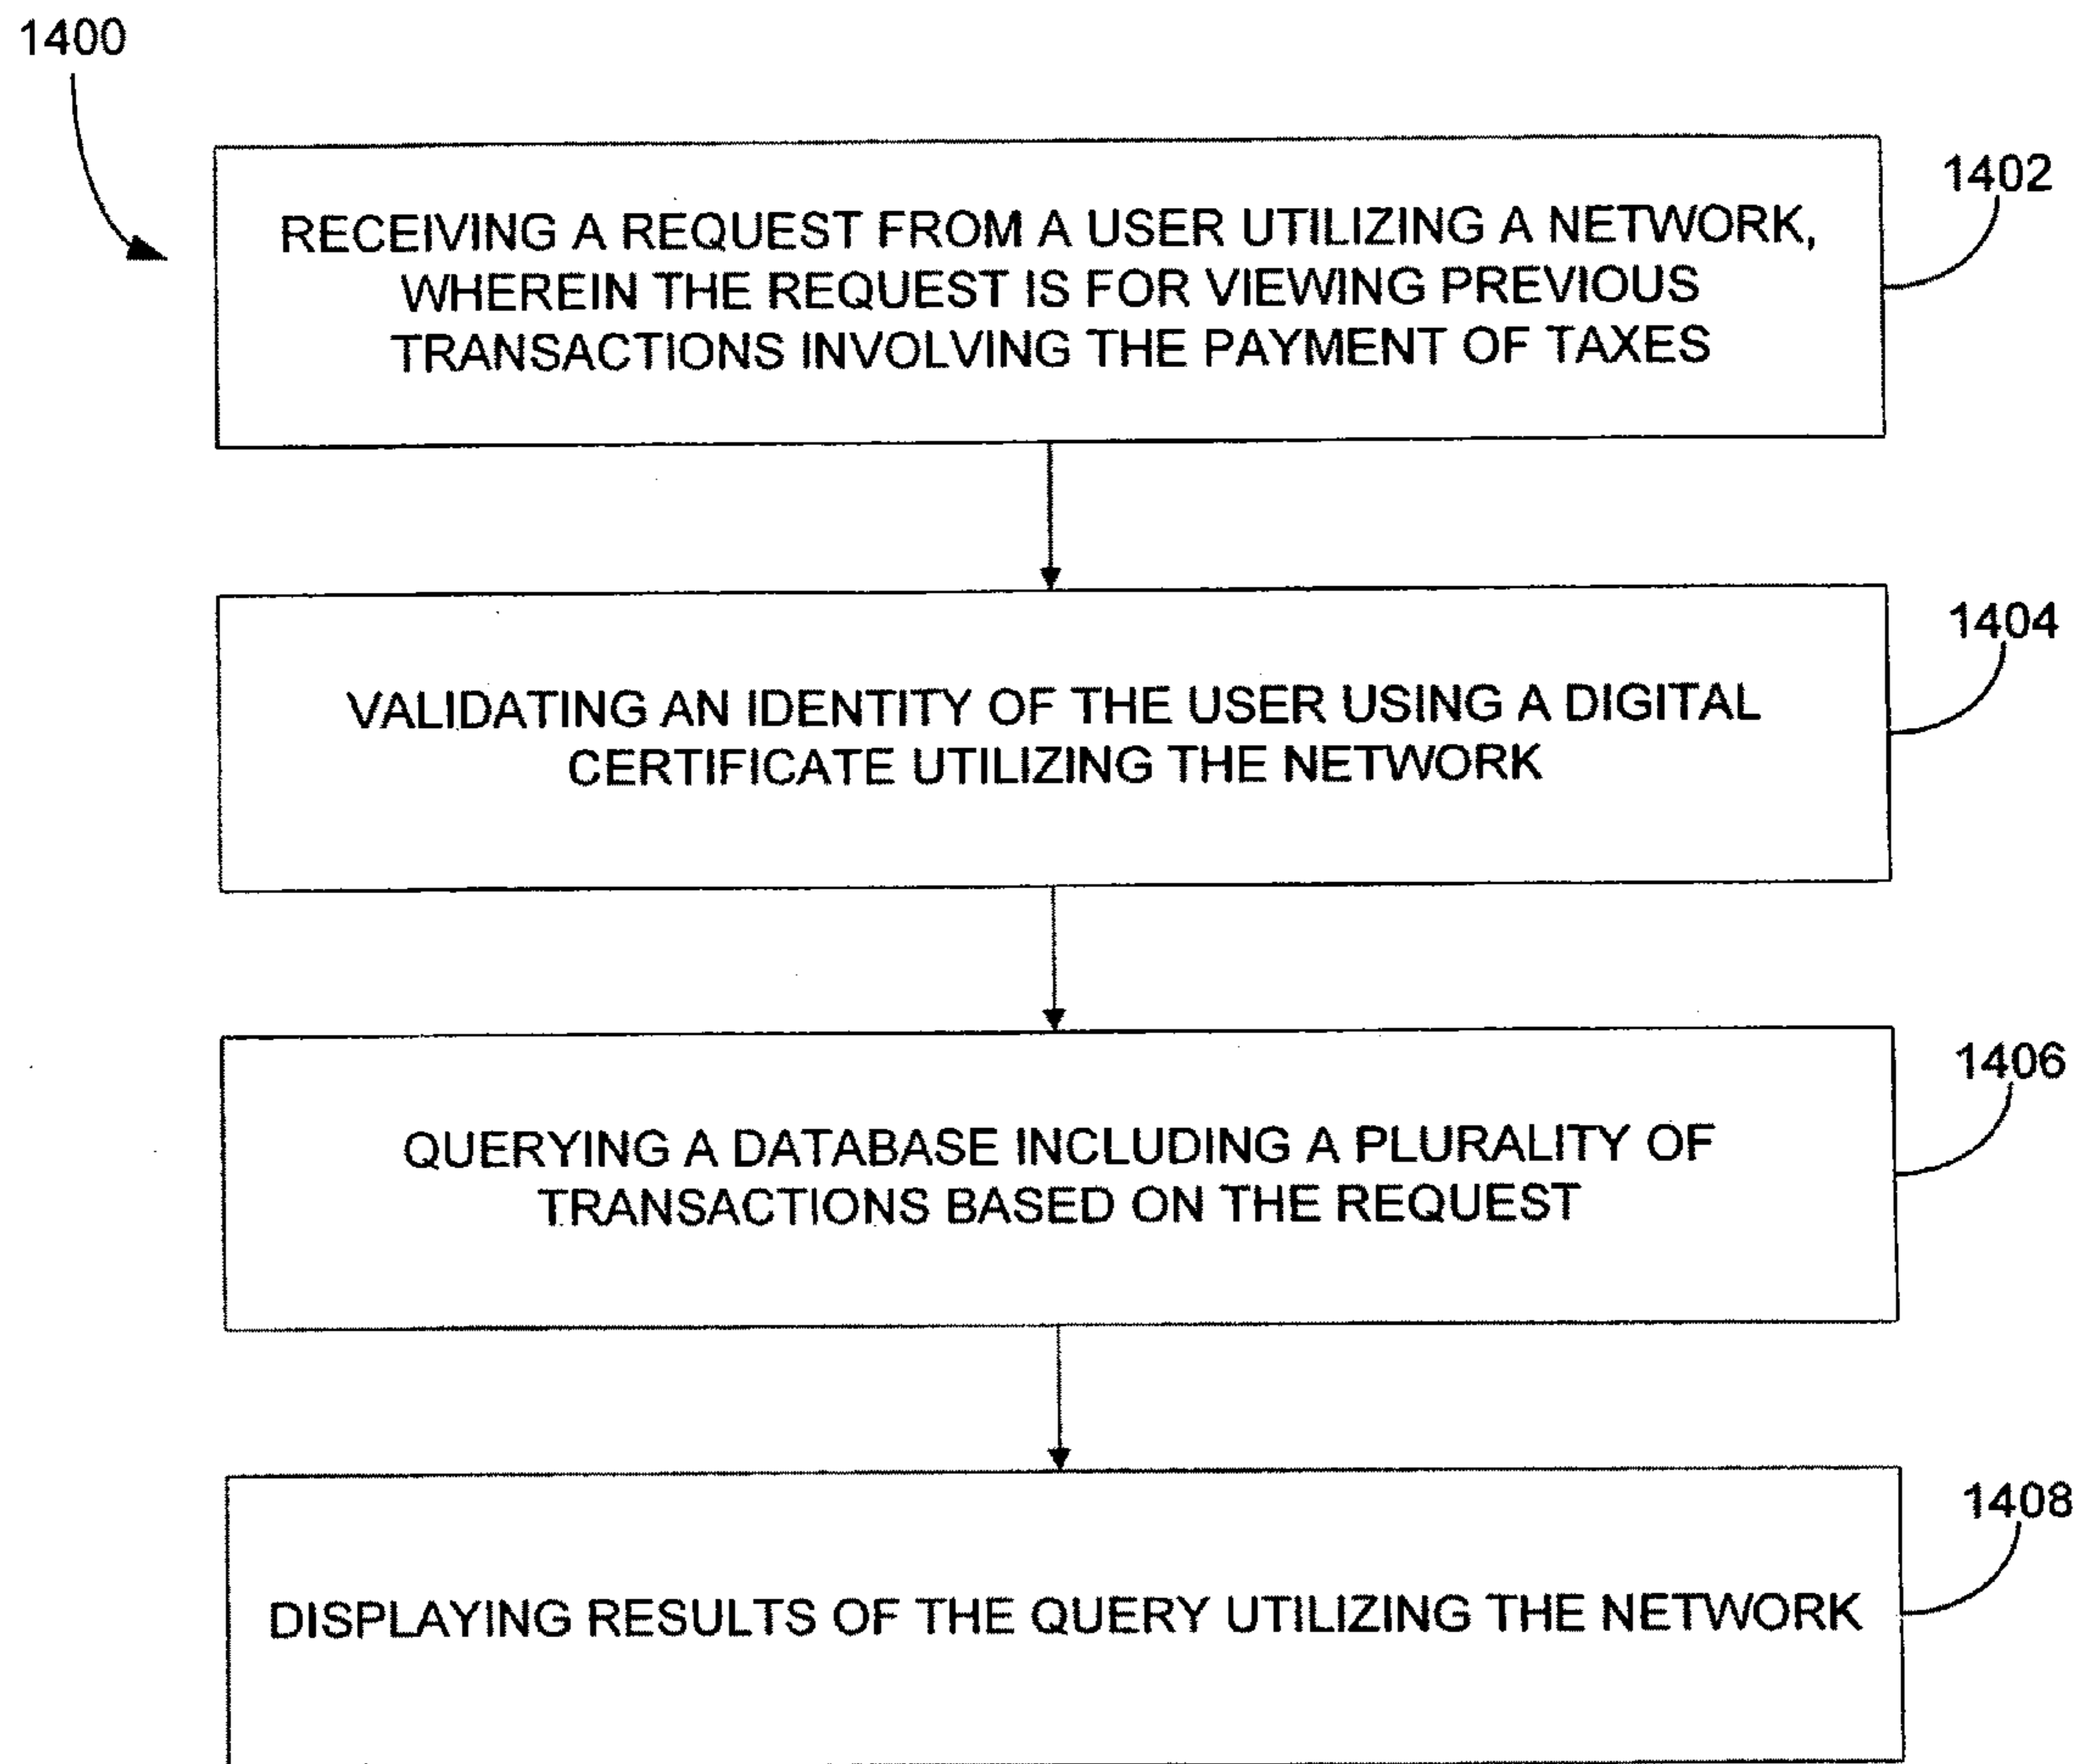 1400
1402
RECEIVING A REQUEST FROM A USER UTILIZING A NETWORK,
WHEREIN THE REQUEST IS FOR VIEWING PREVIOUS
TRANSACTIONS INVOLVING THE PAYMENT OF TAXES
1404
VALIDATING AN IDENTITY OF THE USER USING A DIGITAL
CERTIFICATE UTILIZING THE NETWORK
1406
QUERYING A DATABASE INCLUDING A PLURALITY OF
TRANSACTIONS BASED ON THE REQUEST
1408
DISPLAYING RESULTS OF THE QUERY UTILIZING THE NETWORK